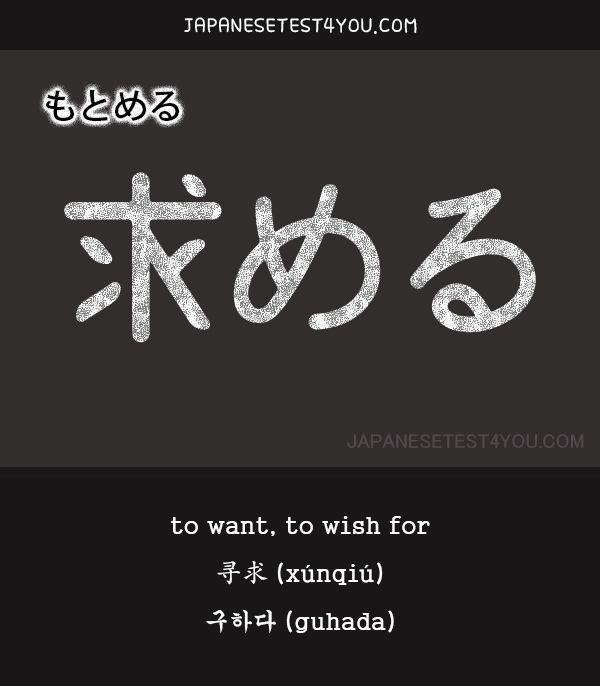 JAPANESETEST4YOU.COM
もとめる
求める
JAPANESETEST4YOU.COM
to want, to wish for
寻求 (xúnqiú)
구하다 (guhada)